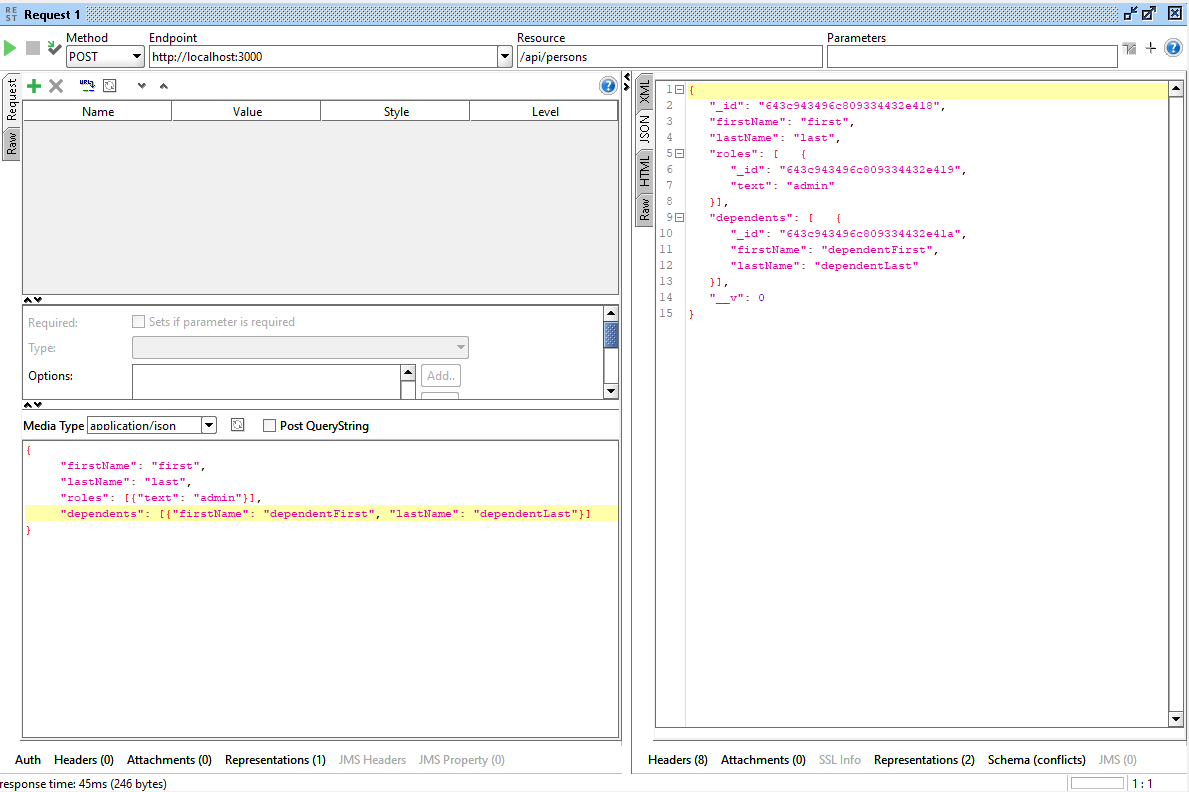 RE
ST
Request 1
Method
Endpoint
Resource
Parameters
POST
http://localhost:3000
/api/persons
Request
Raw
URL
Name Value Style Level
Required:
Sets if parameter is required
Type:
Options:
Add..
Media Type
application/json
Post QueryString
{
"firstName": "first",
"lastName": "last",
"roles": [{"text": "admin"}],
"dependents": [{"firstName": "dependentFirst", "lastName": "dependentLast"}]
}
Auth Headers (0) Attachments (0) Representations (1) JMS Headers JMS Property (0)
XML
JSON
HTML
Raw
1 {
2 "_id": "643c943496c809334432e418",
3 "firstName": "first",
4 "lastName": "last",
5 "roles": [ {
6 "_id": "643c943496c809334432e419",
7 "text": "admin"
8 }],
9 "dependents": [ {
10 "_id": "643c943496c809334432e41a",
11 "firstName": "dependentFirst",
12 "lastName": "dependentLast"
13 }],
14 "__v": 0
15 }
Headers (8) Attachments (0) SSL Info Representations (2) Schema (conflicts) JMS (0)
response time: 45ms (246 bytes)
1 : 1